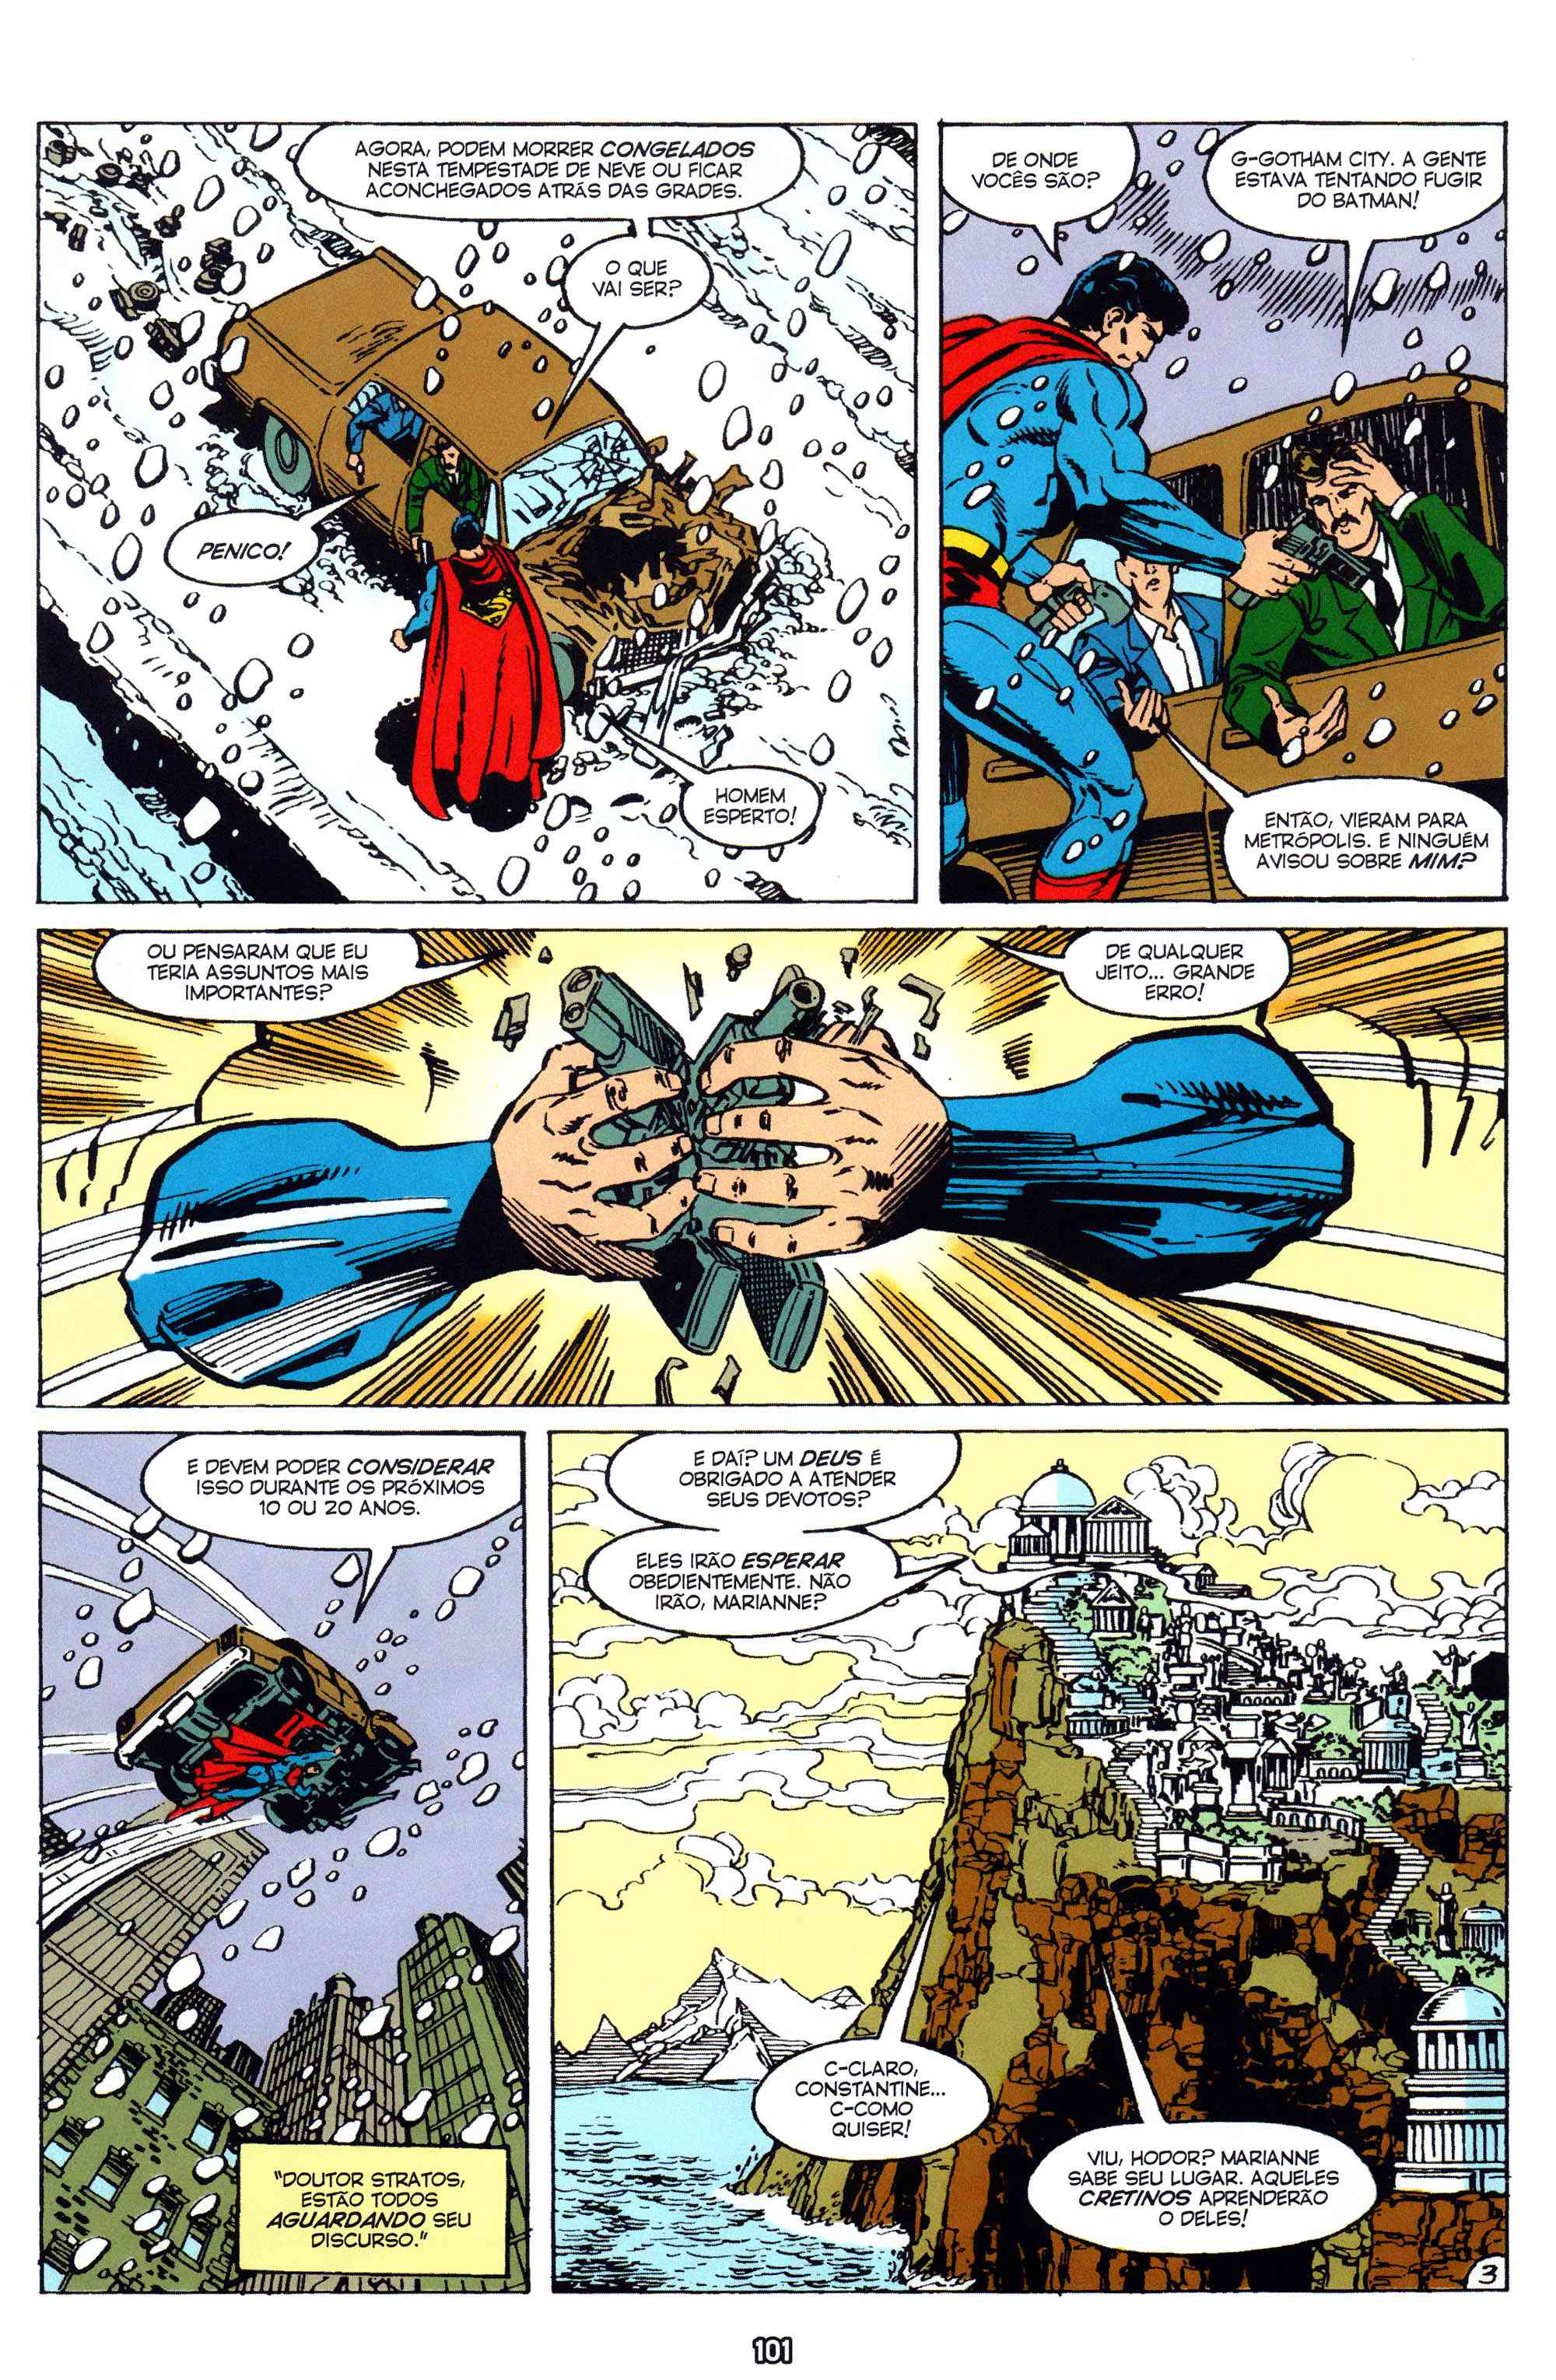 AGORA, PODEM MORRER CONGELADOS
NESTA TEMPESTADE DE NEVE OU FICAR
ACONCHEGADOS ATRÁS DAS GRADES.
O QUE
VAI SER?
PENICO!
HOMEM
ESPERTO!
DE ONDE
VOCÊS SÃO?
G-GOTHAM CITY. A GENTE
ESTAVA TENTANDO FUGIR
DO BATMAN!
ENTÃO, VIERAM PARA
METRÓPOLIS. E NINGUÉM
AVISOU SOBRE MIM?
OU PENSARAM QUE EU
TERIA ASSUNTOS MAIS
IMPORTANTES?
DE QUALQUER
JEITO... GRANDE
ERRO!
E DEVEM PODER CONSIDERAR
ISSO DURANTE OS PRÓXIMOS
10 OU 20 ANOS.
"DOUTOR STRATOS,
ESTÃO TODOS
AGUARDANDO SEU
DISCURSO."
E DAÍ? UM DEUS É
OBRIGADO A ATENDER
SEUS DEVOTOS?
ELES IRÃO ESPERAR
OBEDIENTEMENTE. NÃO
IRÃO, MARIANNE?
C-CLARO,
CONSTANTINE...
C-COMO
QUISER!
VIU, HODOR? MARIANNE
SABE SEU LUGAR. AQUELES
CRETINOS APRENDERÃO
O DELES!
3
101